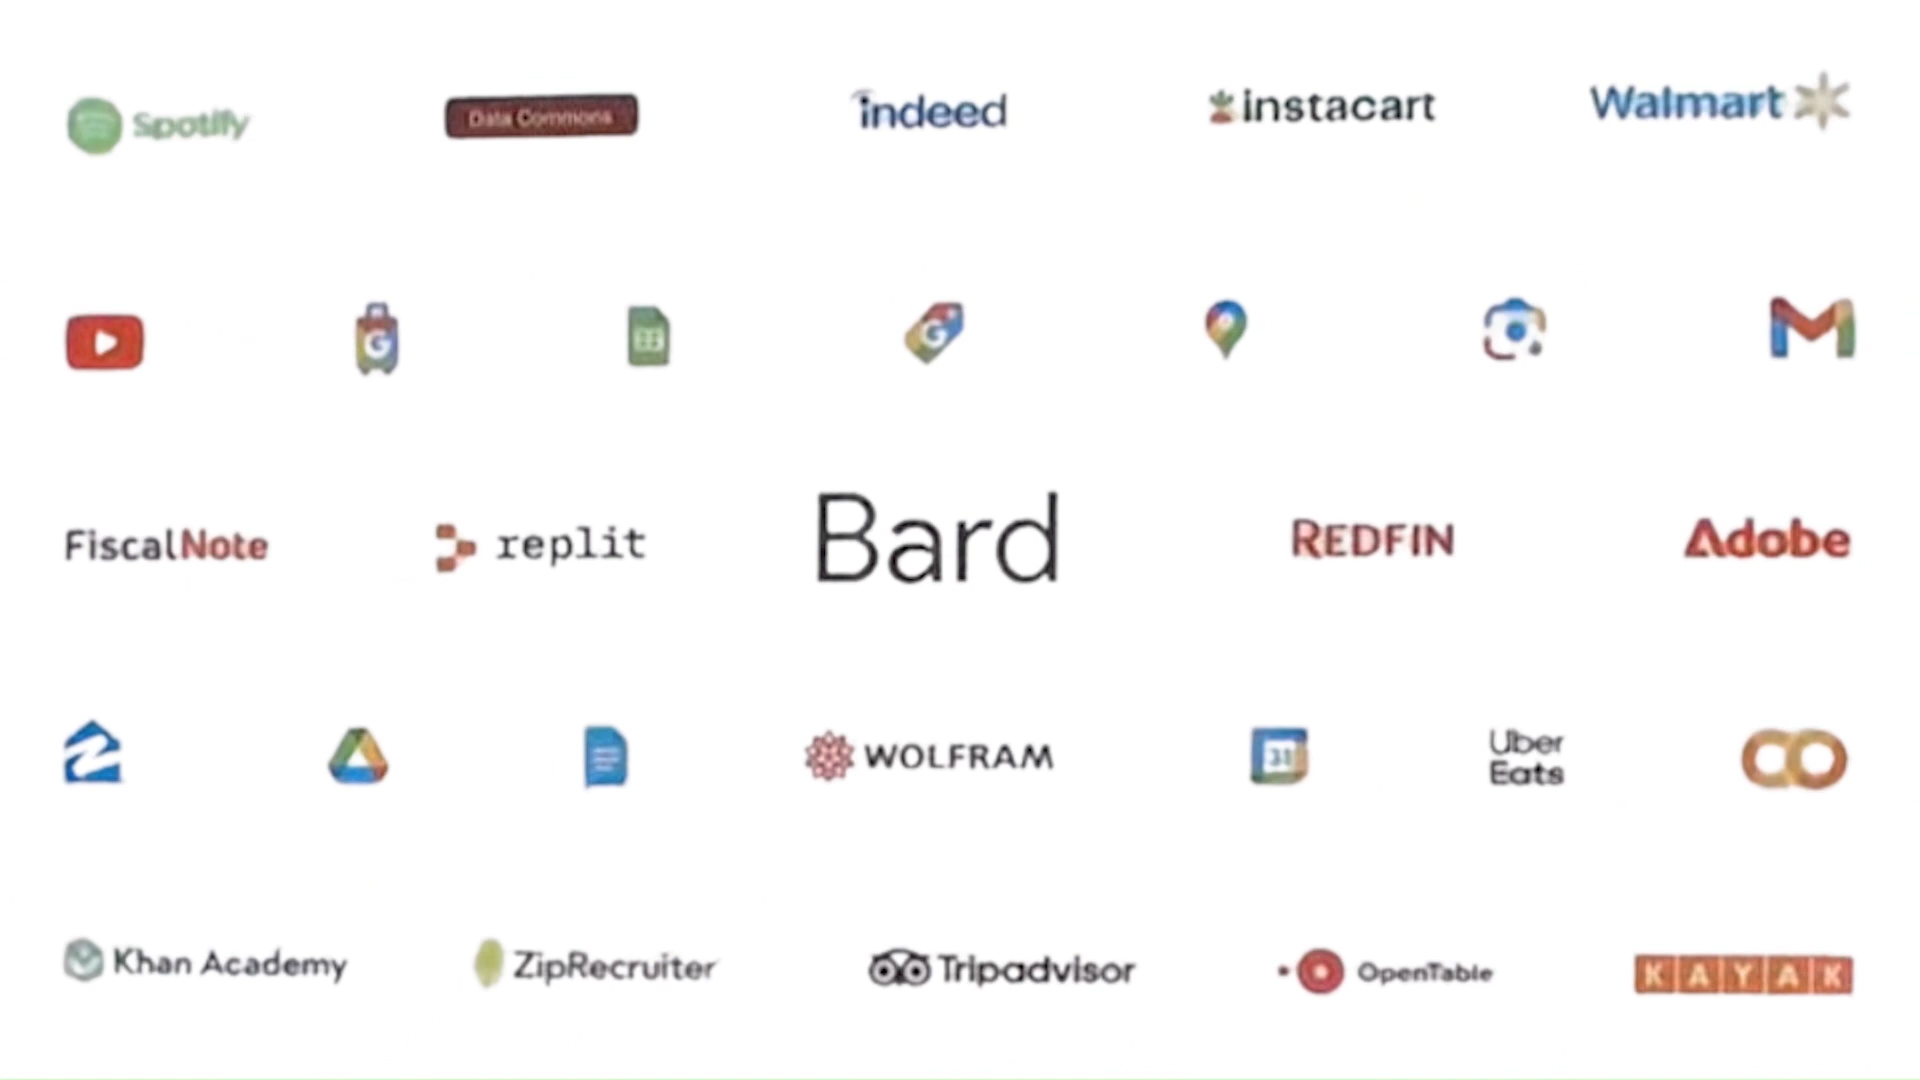 Spotify
Data Commons
indeed
instacart
Walmart
G
G
M
FiscalNote
replit
Bard
REDFIN
Adobe
WOLFRAM
31
Uber
Eats
Khan Academy
ZipRecruiter
Tripadvisor
OpenTable
KAYAK